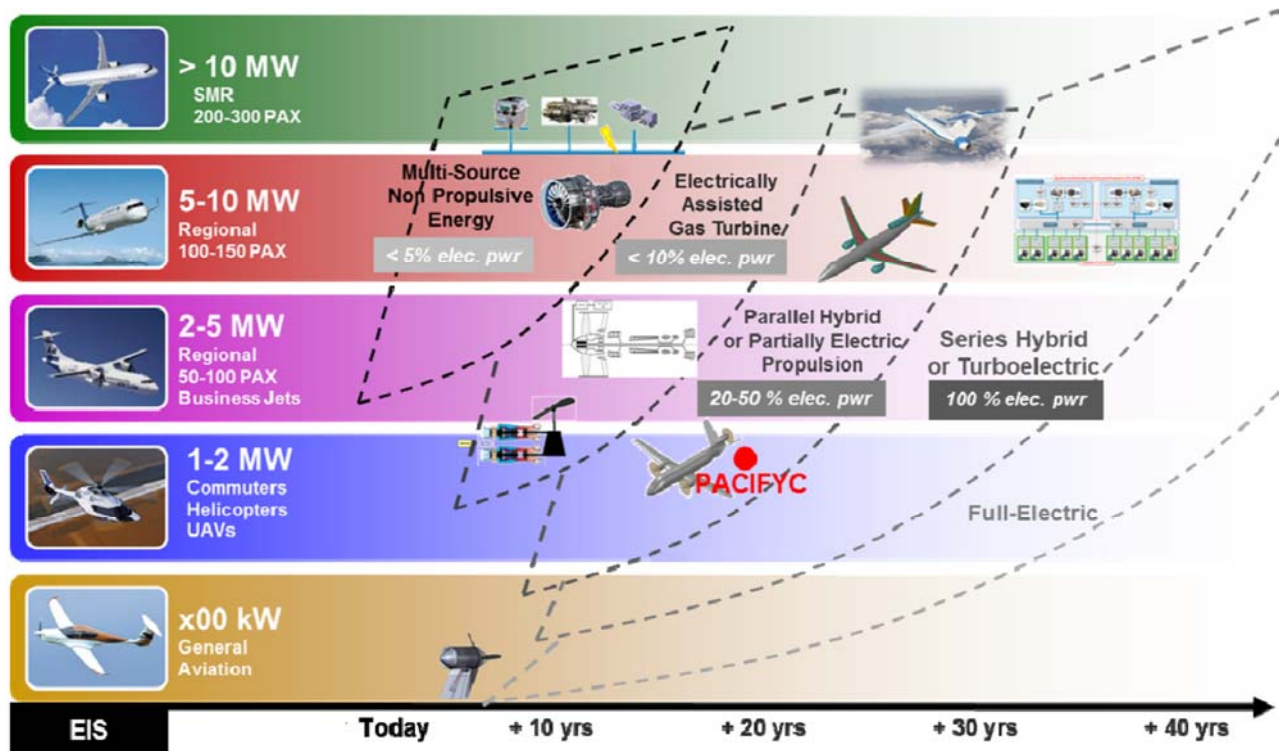 > 10 MW
SMR
200-300 PAX
5-10 MW
Regional
100-150 PAX
Multi-Source
Non Propulsive
Energy
< 5% elec. pwr
Electrically
Assisted
Gas Turbine
< 10% elec. pwr
2-5 MW
Regional
50-100 PAX
Business Jets
Parallel Hybrid
or Partially Electric
Propulsion
20-50 % elec. pwr
Series Hybrid
or Turboelectric
100 % elec. pwr
1-2 MW
Commuters
Helicopters
UAVs
PACIFYC
Full-Electric
x00 kW
General
Aviation
EIS
Today
+ 10 yrs
+ 20 yrs
+ 30 yrs
+ 40 yrs